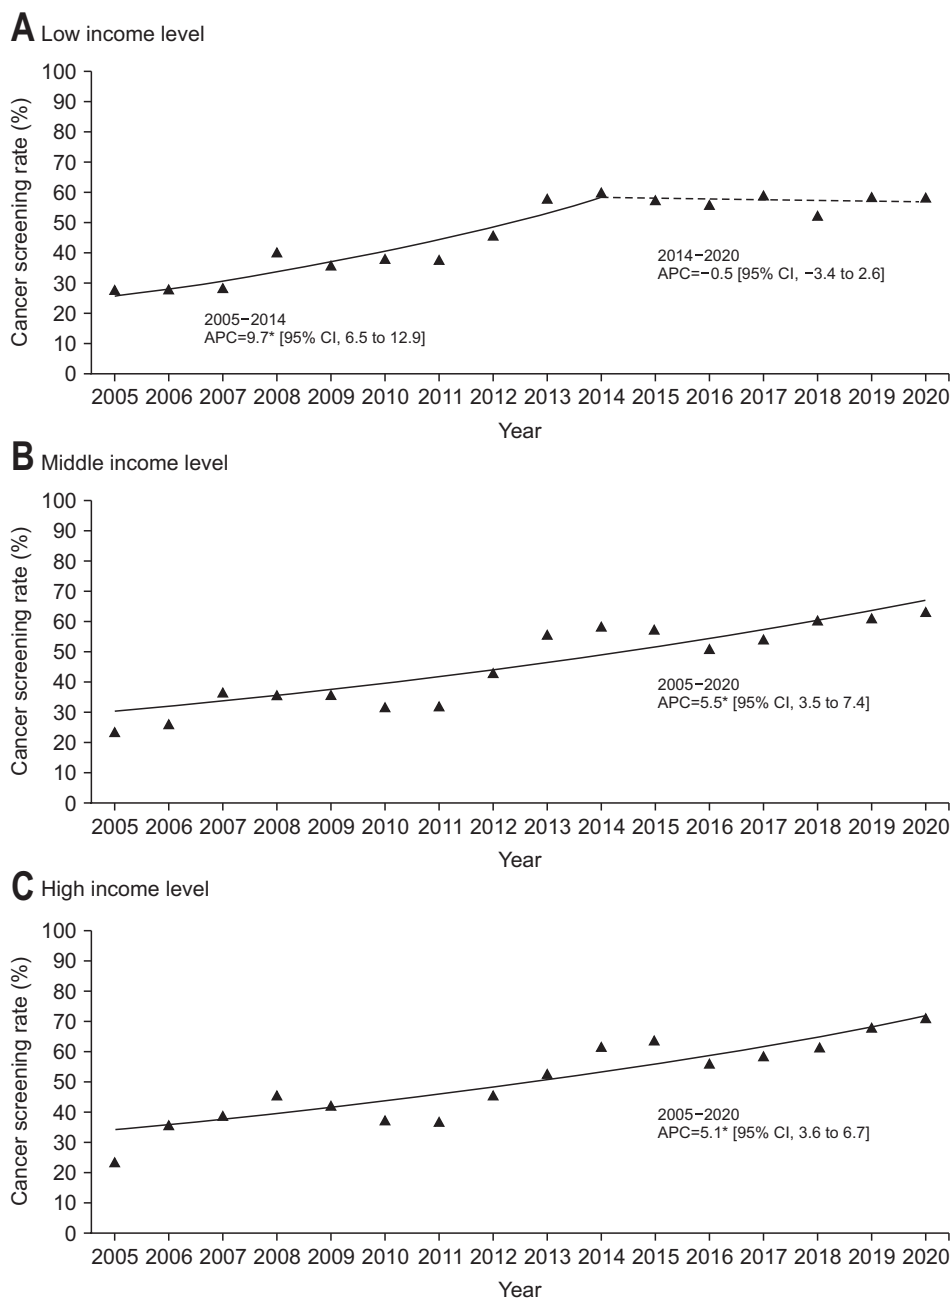 A Low income level
Cancer screening rate (%)
100
90
80
70
60
50
40
30
20
10
0
2014−2020
APC=−0.5 [95% CI, −3.4 to 2.6]
2005−2014
APC=9.7* [95% CI, 6.5 to 12.9]
2005 2006 2007 2008 2009 2010 2011 2012 2013 2014 2015 2016 2017 2018 2019 2020
Year
B Middle income level
Cancer screening rate (%)
100
90
80
70
60
50
40
30
20
10
0
2005−2020
APC=5.5* [95% CI, 3.5 to 7.4]
2005 2006 2007 2008 2009 2010 2011 2012 2013 2014 2015 2016 2017 2018 2019 2020
Year
C High income level
Cancer screening rate (%)
100
90
80
70
60
50
40
30
20
10
0
2005−2020
APC=5.1* [95% CI, 3.6 to 6.7]
2005 2006 2007 2008 2009 2010 2011 2012 2013 2014 2015 2016 2017 2018 2019 2020
Year